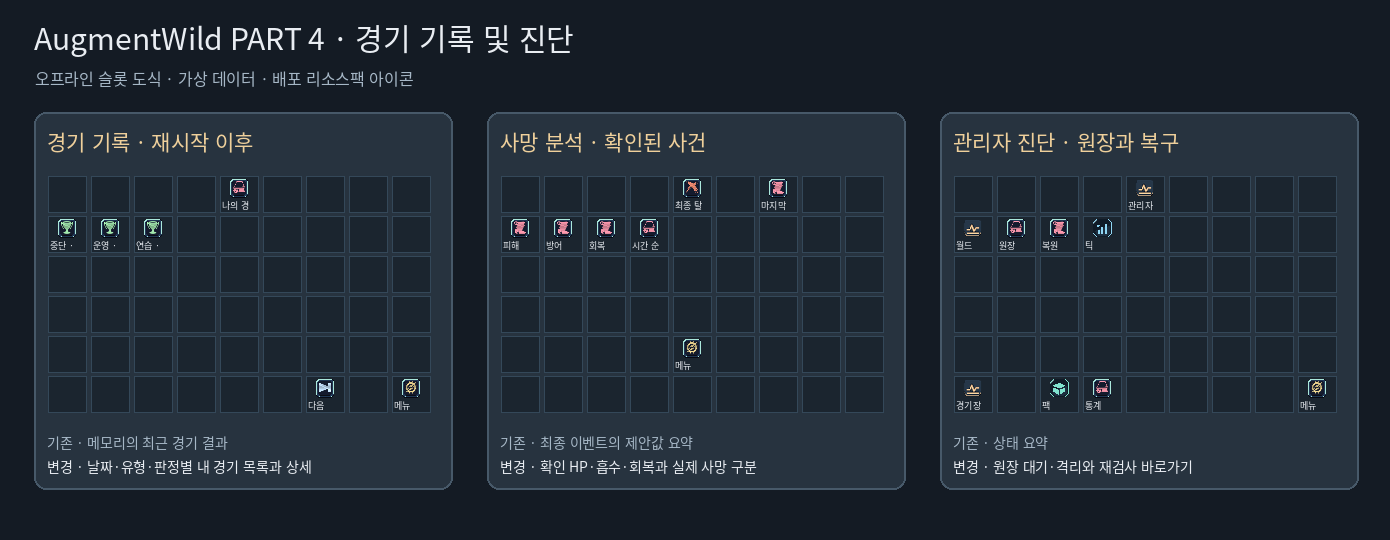 AugmentWild PART 4 · 경기 기록 및 진단
오프라인 슬롯 도식 · 가상 데이터 · 배포 리소스팩 아이콘
경기 기록 · 재시작 이후
나의 경
중단 ·
운영 ·
연습 ·
다음
메뉴
기존 · 메모리의 최근 경기 결과
변경 · 날짜·유형·판정별 내 경기 목록과 상세
사망 분석 · 확인된 사건
최종 탈
마지막
피해
방어
회복
시간 순
메뉴
기존 · 최종 이벤트의 제안값 요약
변경 · 확인 HP·흡수·회복과 실제 사망 구분
관리자 진단 · 원장과 복구
관리자
월드
원장
복원
틱
경기장
팩
통계
메뉴
기존 · 상태 요약
변경 · 원장 대기·격리와 재검사 바로가기